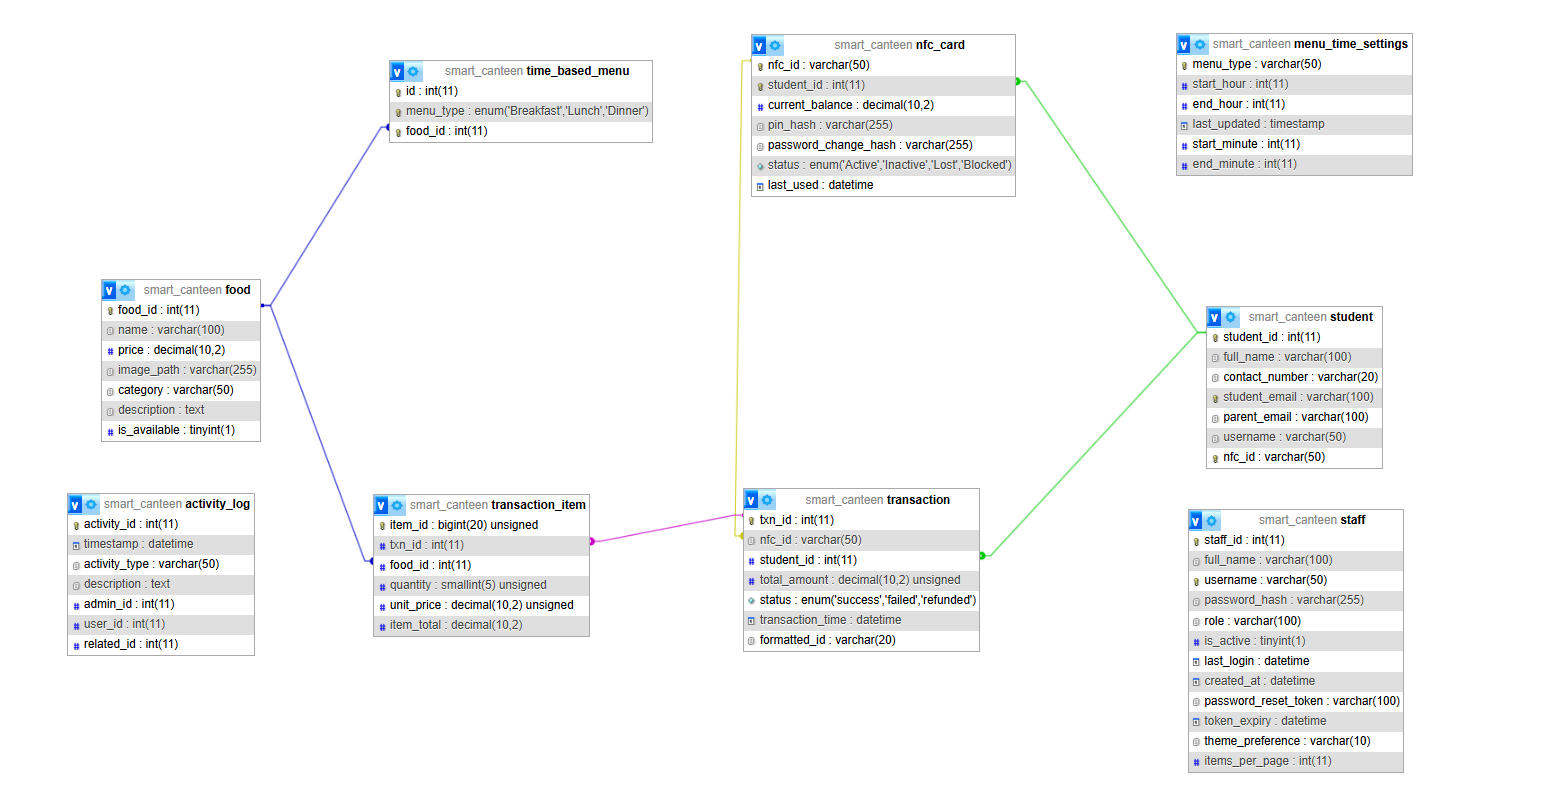 smart_canteen time_based_menu
id : int(11)
menu_type : enum('Breakfast','Lunch','Dinner')
food_id : int(11)
smart_canteen nfc_card
nfc_id : varchar(50)
student_id : int(11)
current_balance : decimal(10,2)
pin_hash : varchar(255)
password_change_hash : varchar(255)
status : enum('Active','Inactive','Lost','Blocked')
last_used : datetime
smart_canteen menu_time_settings
menu_type : varchar(50)
start_hour : int(11)
end_hour : int(11)
last_updated : timestamp
start_minute : int(11)
end_minute : int(11)
smart_canteen food
food_id : int(11)
name : varchar(100)
price : decimal(10,2)
image_path : varchar(255)
category : varchar(50)
description : text
is_available : tinyint(1)
smart_canteen student
student_id : int(11)
full_name : varchar(100)
contact_number : varchar(20)
student_email : varchar(100)
parent_email : varchar(100)
username : varchar(50)
nfc_id : varchar(50)
smart_canteen activity_log
activity_id : int(11)
timestamp : datetime
activity_type : varchar(50)
description : text
admin_id : int(11)
user_id : int(11)
related_id : int(11)
smart_canteen transaction_item
item_id : bigint(20) unsigned
txn_id : int(11)
food_id : int(11)
quantity : smallint(5) unsigned
unit_price : decimal(10,2) unsigned
item_total : decimal(10,2)
smart_canteen transaction
txn_id : int(11)
nfc_id : varchar(50)
student_id : int(11)
total_amount : decimal(10,2) unsigned
status : enum('success','failed','refunded')
transaction_time : datetime
formatted_id : varchar(20)
smart_canteen staff
staff_id : int(11)
full_name : varchar(100)
username : varchar(50)
password_hash : varchar(255)
role : varchar(100)
is_active : tinyint(1)
last_login : datetime
created_at : datetime
password_reset_token : varchar(100)
token_expiry : datetime
theme_preference : varchar(10)
items_per_page : int(11)